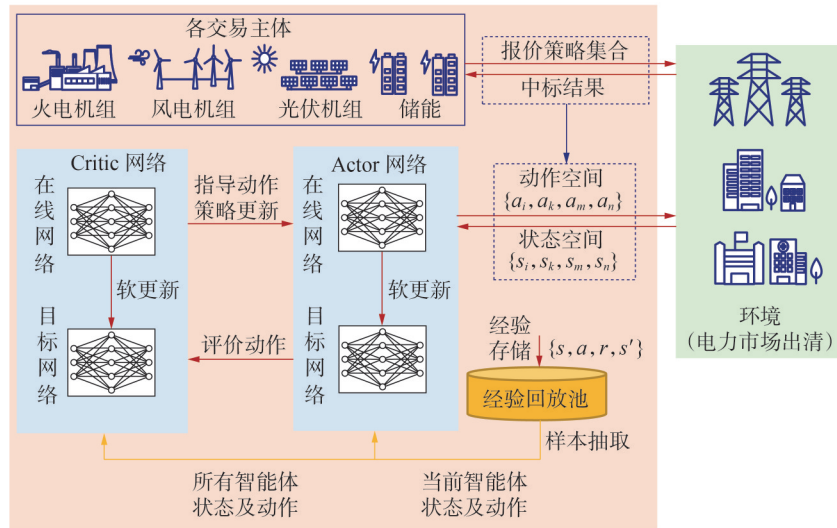 各交易主体
火电机组
风电机组
光伏机组
储能
报价策略集合
中标结果
Critic 网络
在线网络
软更新
目标网络
指导动作
策略更新
评价动作
Actor 网络
在线网络
软更新
目标网络
动作空间
{a_i, a_k, a_m, a_n}
状态空间
{s_i, s_k, s_m, s_n}
环境
(电力市场出清)
经验
存储
{s, a, r, s′}
经验回放池
样本抽取
所有智能体
状态及动作
当前智能体
状态及动作